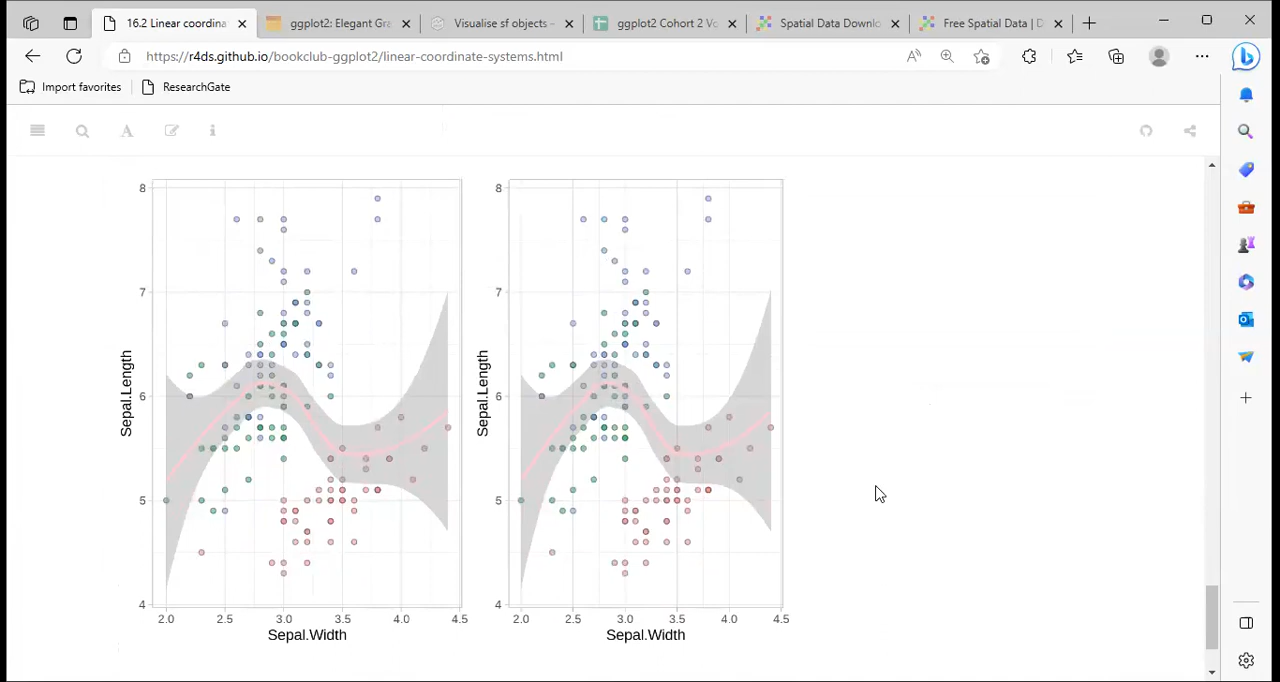 16.2 Linear coordina
ggplot2: Elegant Gra
Visualise sf objects –
ggplot2 Cohort 2 Vo
Spatial Data Downlo
Free Spatial Data | D
https://r4ds.github.io/bookclub-ggplot2/linear-coordinate-systems.html
Import favorites
ResearchGate
8
7
6
5
4
Sepal.Length
2.0 2.5 3.0 3.5 4.0 4.5
Sepal.Width
8
7
6
5
4
Sepal.Length
2.0 2.5 3.0 3.5 4.0 4.5
Sepal.Width